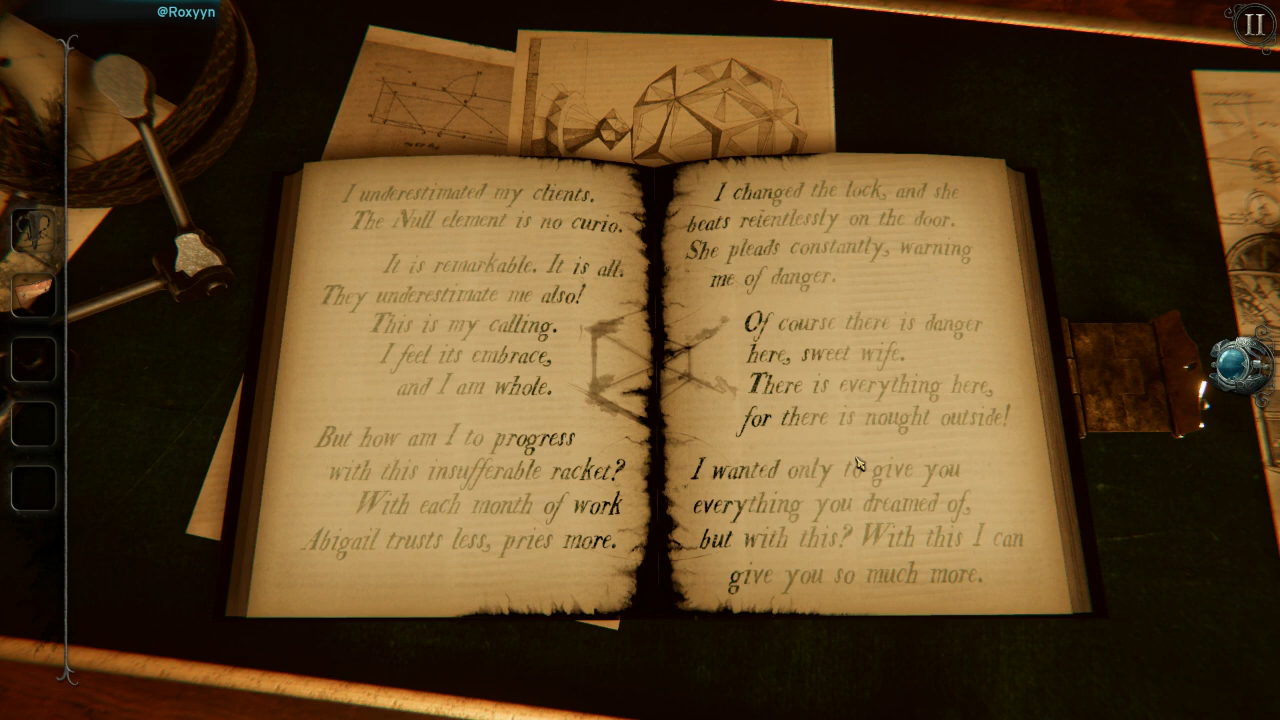 @Roxyyn
II
I underestimated my clients.
The Null element is no curio.
It is remarkable. It is all.
They underestimate me also!
This is my calling.
I feel its embrace,
and I am whole.
But how am I to progress
with this insufferable racket?
With each month of work
Abigail trusts less, pries more.
I changed the lock, and she
beats relentlessly on the door.
She pleads constantly, warning
me of danger.
Of course there is danger
here, sweet wife.
There is everything here,
for there is nought outside!
I wanted only to give you
everything you dreamed of,
but with this? With this I can
give you so much more.